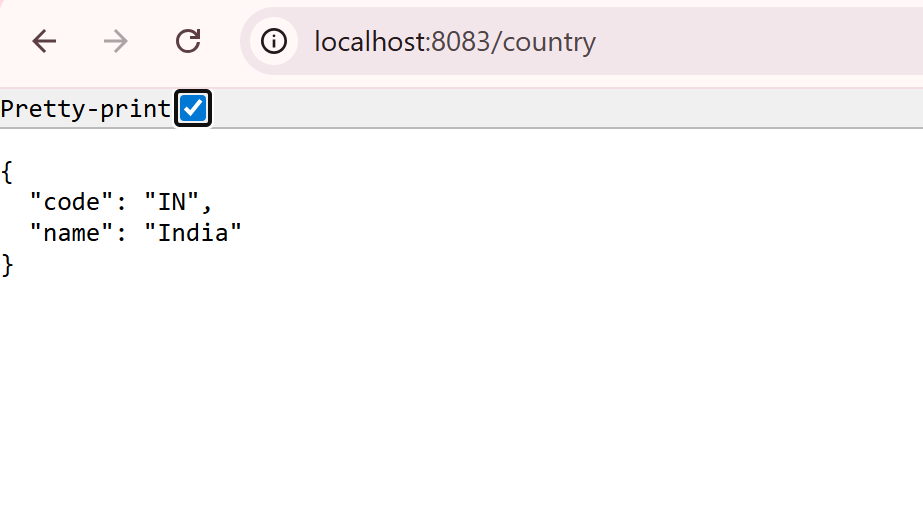 localhost:8083/country
Pretty-print
{
  "code": "IN",
  "name": "India"
}